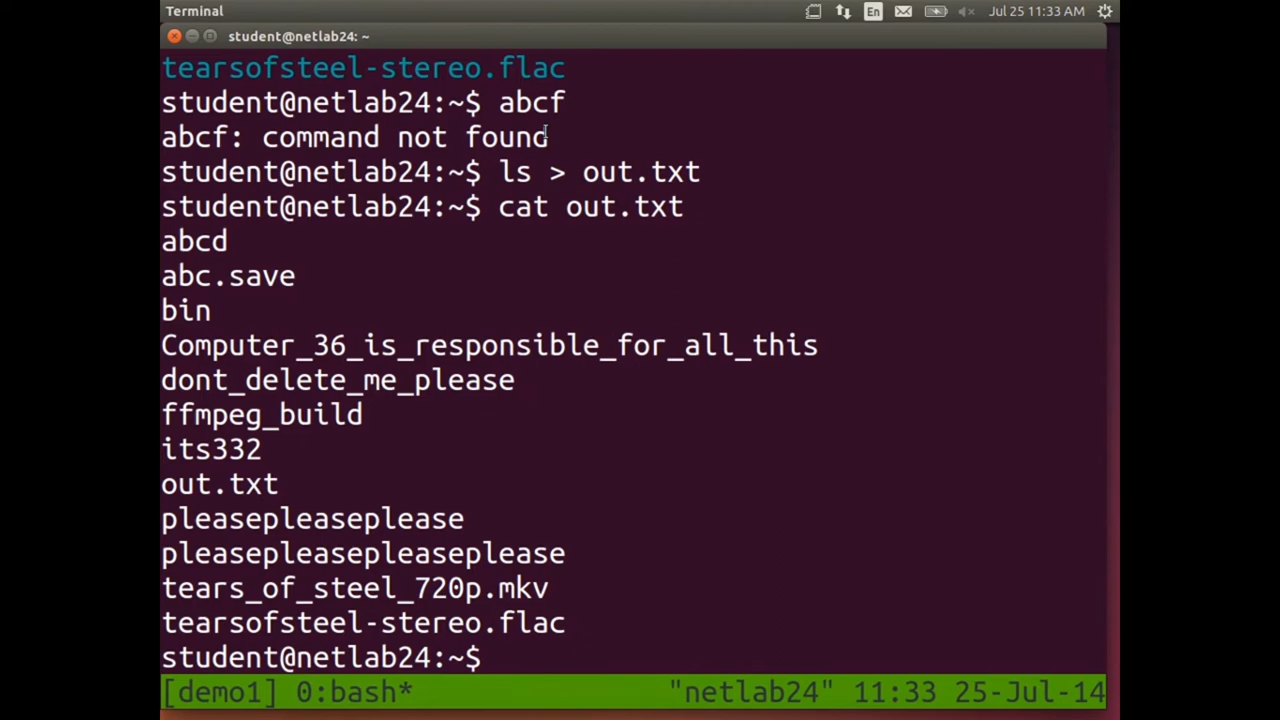 Terminal
En
Jul 25 11:33 AM
student@netlab24: ~
tearsofsteel-stereo.flac
student@netlab24:~$ abcf
abcf: command not found
student@netlab24:~$ ls > out.txt
student@netlab24:~$ cat out.txt
abcd
abc.save
bin
Computer_36_is_responsible_for_all_this
dont_delete_me_please
ffmpeg_build
its332
out.txt
pleasepleaseplease
pleasepleasepleaseplease
tears_of_steel_720p.mkv
tearsofsteel-stereo.flac
student@netlab24:~$
[demo1] 0:bash* "netlab24" 11:33 25-Jul-14